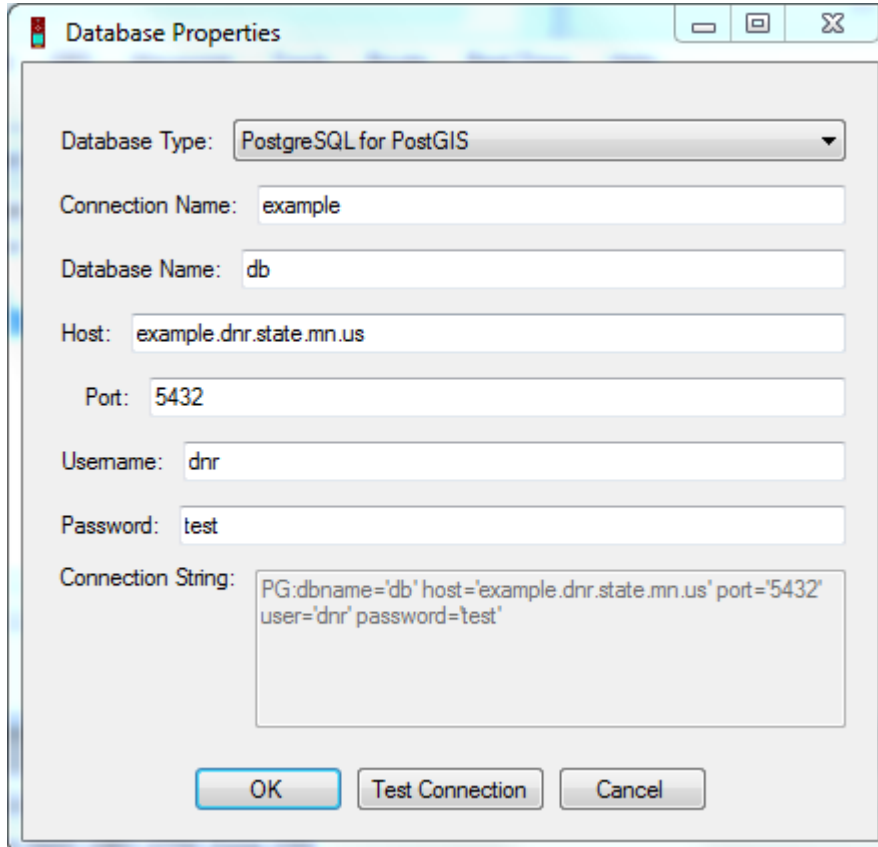 Database Properties
Database Type: PostgreSQL for PostGIS
Connection Name: example
Database Name: db
Host: example.dnr.state.mn.us
Port: 5432
Username: dnr
Password: test
Connection String: PG:dbname='db' host='example.dnr.state.mn.us' port='5432'
user='dnr' password='test'
OK Test Connection Cancel